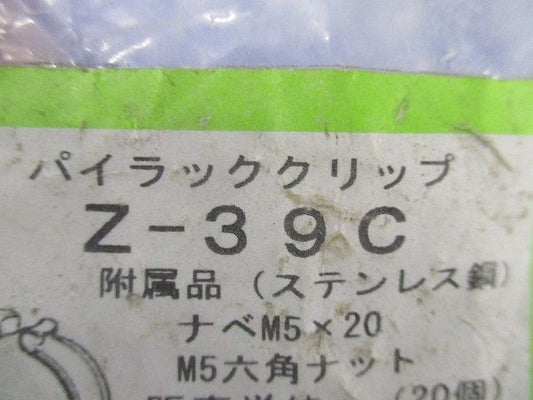 パイラッククリップ
Z-39C
附属品（ステンレス鋼）
ナベM5×20
M5六角ナット
(20個)